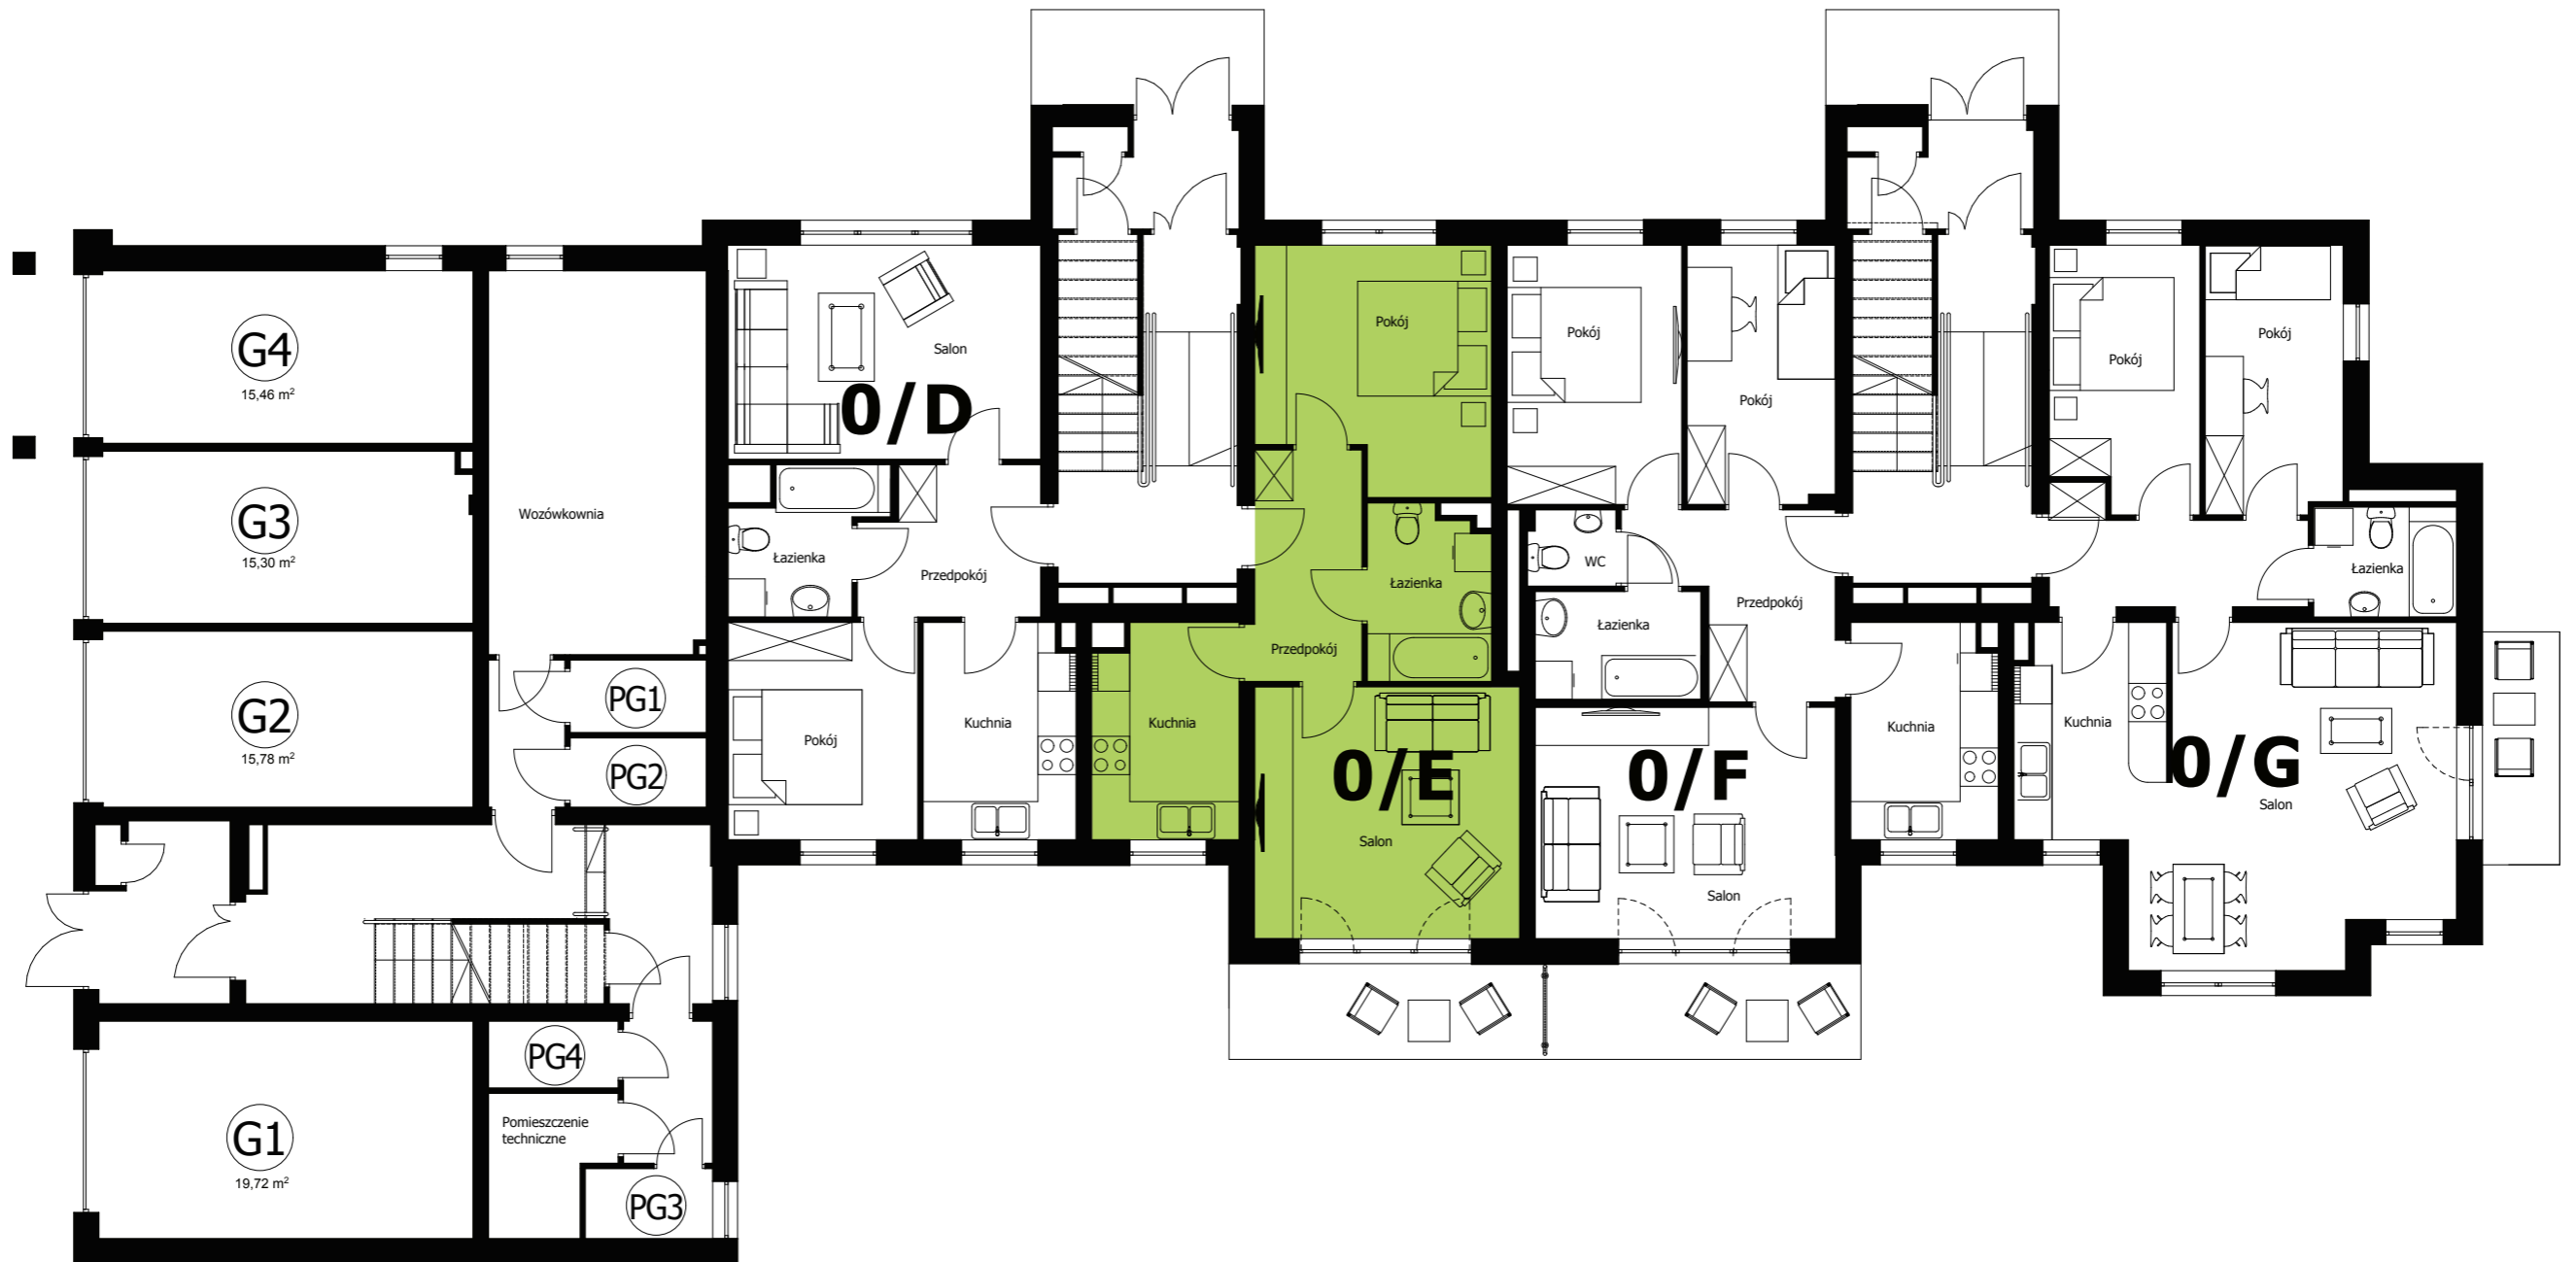 G4
15,46 m²
G3
15,30 m²
G2
15,78 m²
Wozówkownia
PG1
PG2
G1
19,72 m²
PG4
Pomieszczenie
techniczne
PG3
Salon
0/D
Łazienka
Przedpokój
Pokój
Kuchnia
Pokój
Łazienka
Przedpokój
Kuchnia
0/E
Salon
Pokój
Pokój
WC
Łazienka
Przedpokój
Kuchnia
0/F
Salon
Pokój
Pokój
Łazienka
Kuchnia
0/G
Salon